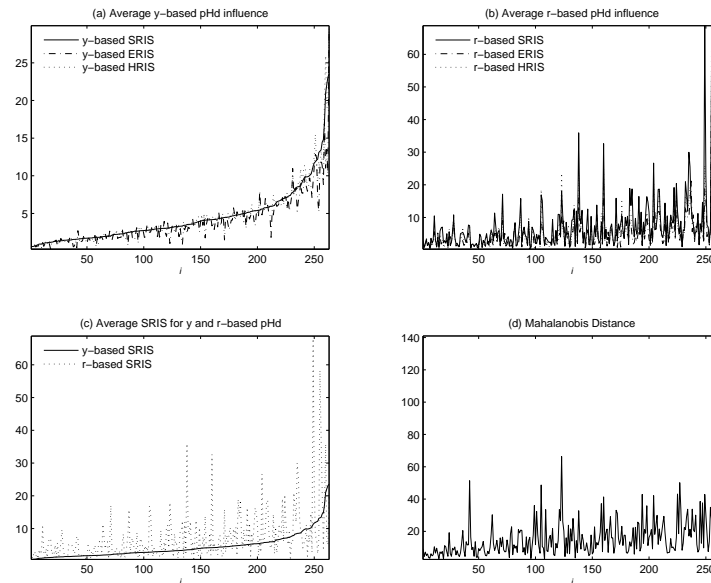 (a) Average y-based pHd influence
y-based SRIS
y-based ERIS
y-based HRIS
25
20
15
10
5
50 100 150 200 250
i
(b) Average r-based pHd influence
r-based SRIS
r-based ERIS
r-based HRIS
60
50
40
30
20
10
50 100 150 200 250
i
(c) Average SRIS for y and r-based pHd
y-based SRIS
r-based SRIS
60
50
40
30
20
10
50 100 150 200 250
i
(d) Mahalanobis Distance
140
120
100
80
60
40
20
50 100 150 200 250
i